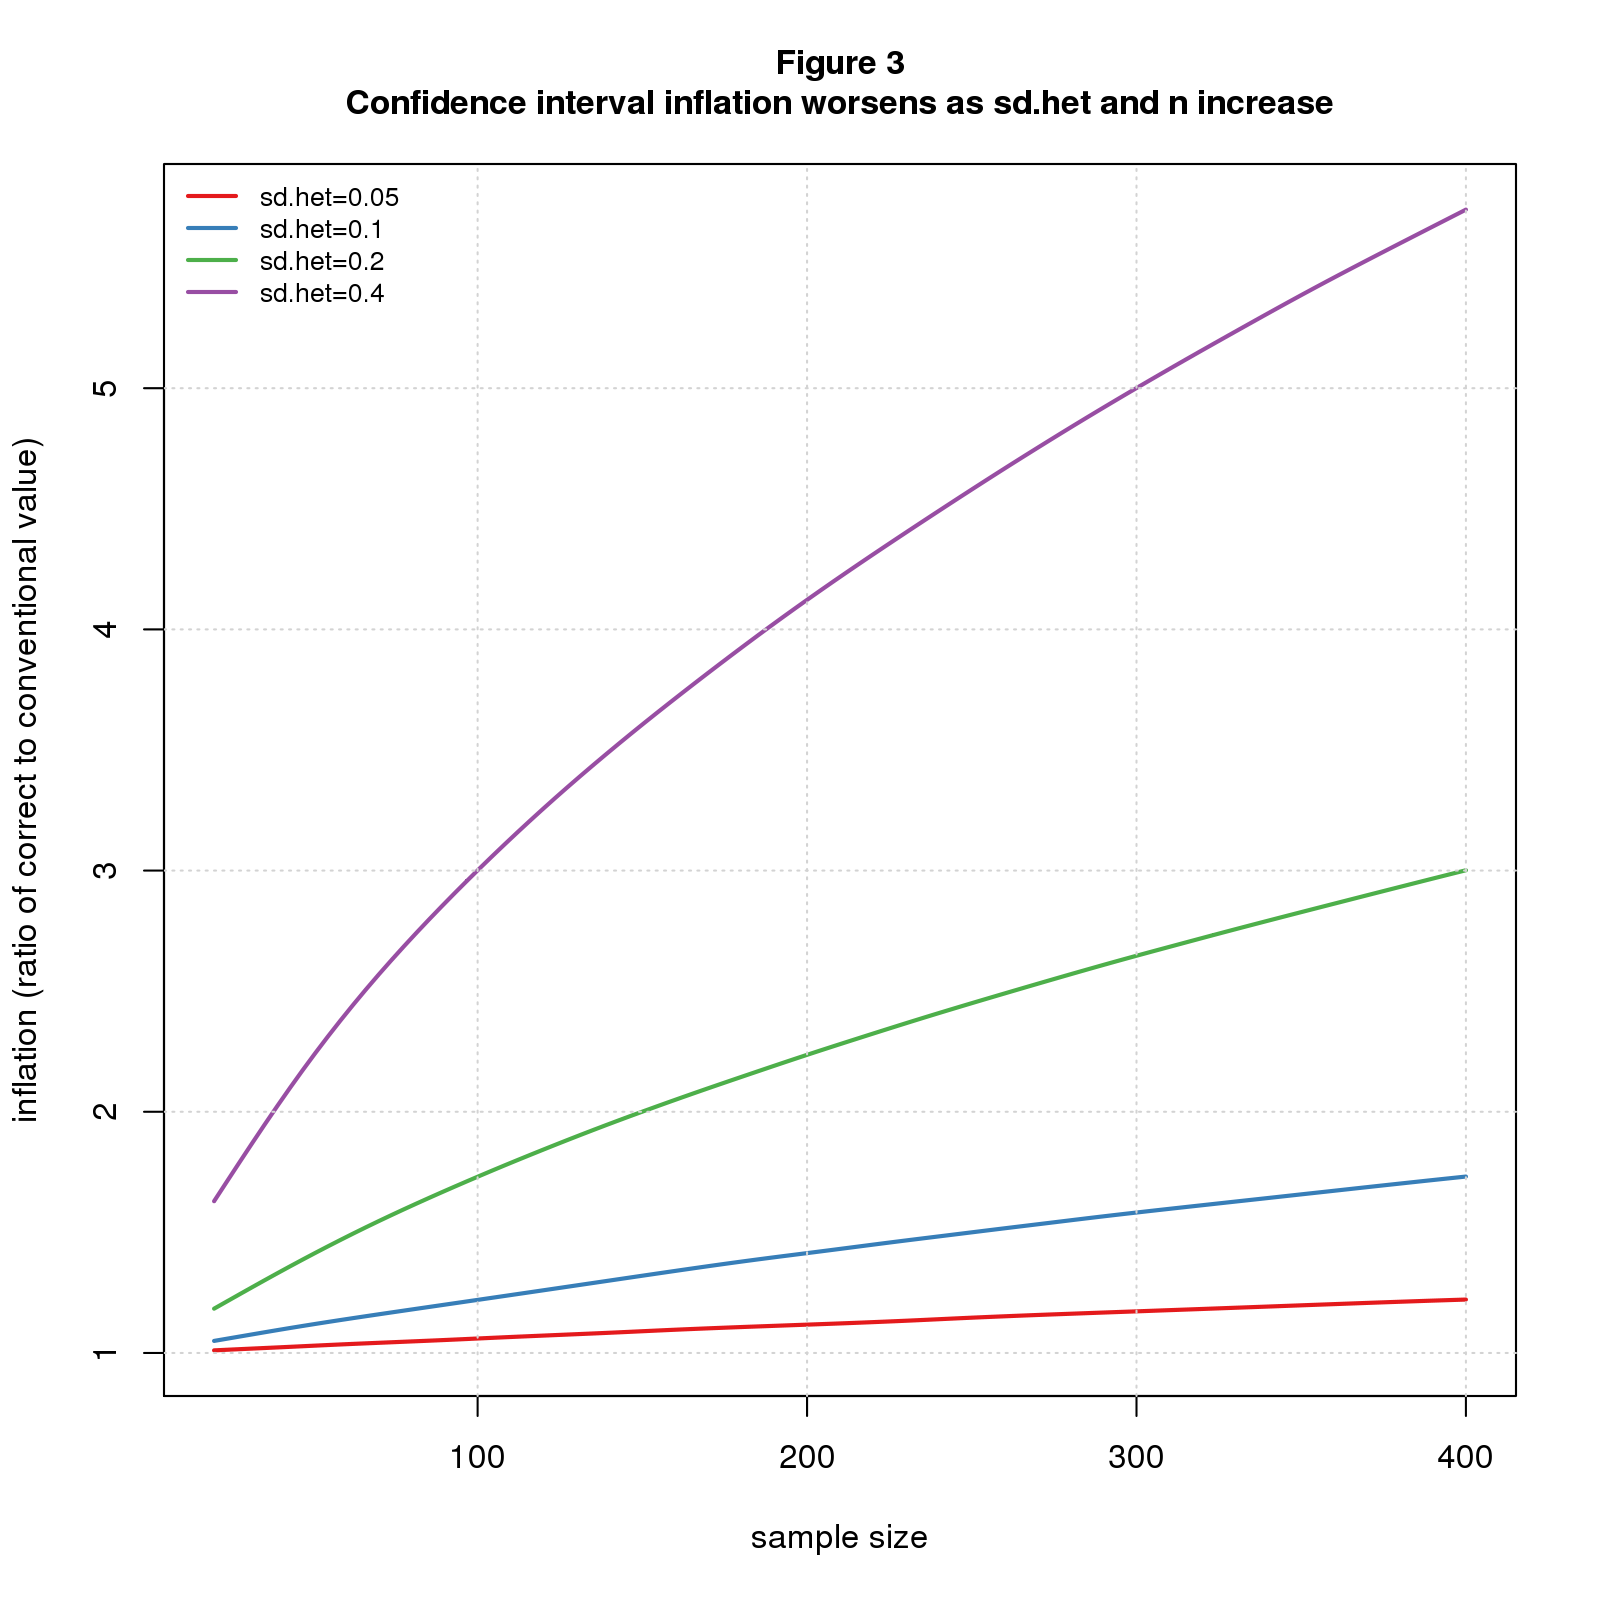 Figure 3
Confidence interval inflation worsens as sd.het and n increase
sd.het=0.05
sd.het=0.1
sd.het=0.2
sd.het=0.4
inflation (ratio of correct to conventional value)
5
4
3
2
1
100 200 300 400
sample size